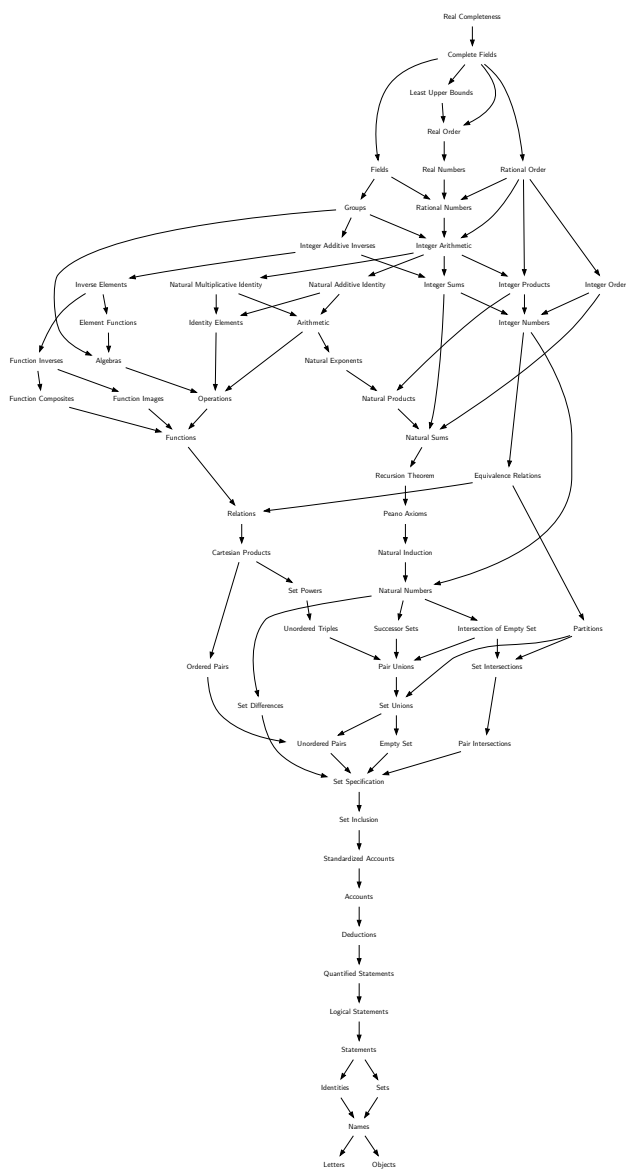 Real Completeness
Complete Fields
Least Upper Bounds
Real Order
Fields
Real Numbers
Rational Order
Groups
Rational Numbers
Integer Additive Inverses
Integer Arithmetic
Inverse Elements
Natural Multiplicative Identity
Natural Additive Identity
Integer Sums
Integer Products
Integer Order
Element Functions
Identity Elements
Arithmetic
Integer Numbers
Function Inverses
Algebras
Natural Exponents
Function Composites
Function Images
Operations
Natural Products
Functions
Natural Sums
Recursion Theorem
Equivalence Relations
Relations
Peano Axioms
Cartesian Products
Natural Induction
Set Powers
Natural Numbers
Unordered Triples
Successor Sets
Intersection of Empty Set
Partitions
Ordered Pairs
Pair Unions
Set Intersections
Set Differences
Set Unions
Unordered Pairs
Empty Set
Pair Intersections
Set Specification
Set Inclusion
Standardized Accounts
Accounts
Deductions
Quantified Statements
Logical Statements
Statements
Identities
Sets
Names
Letters
Objects